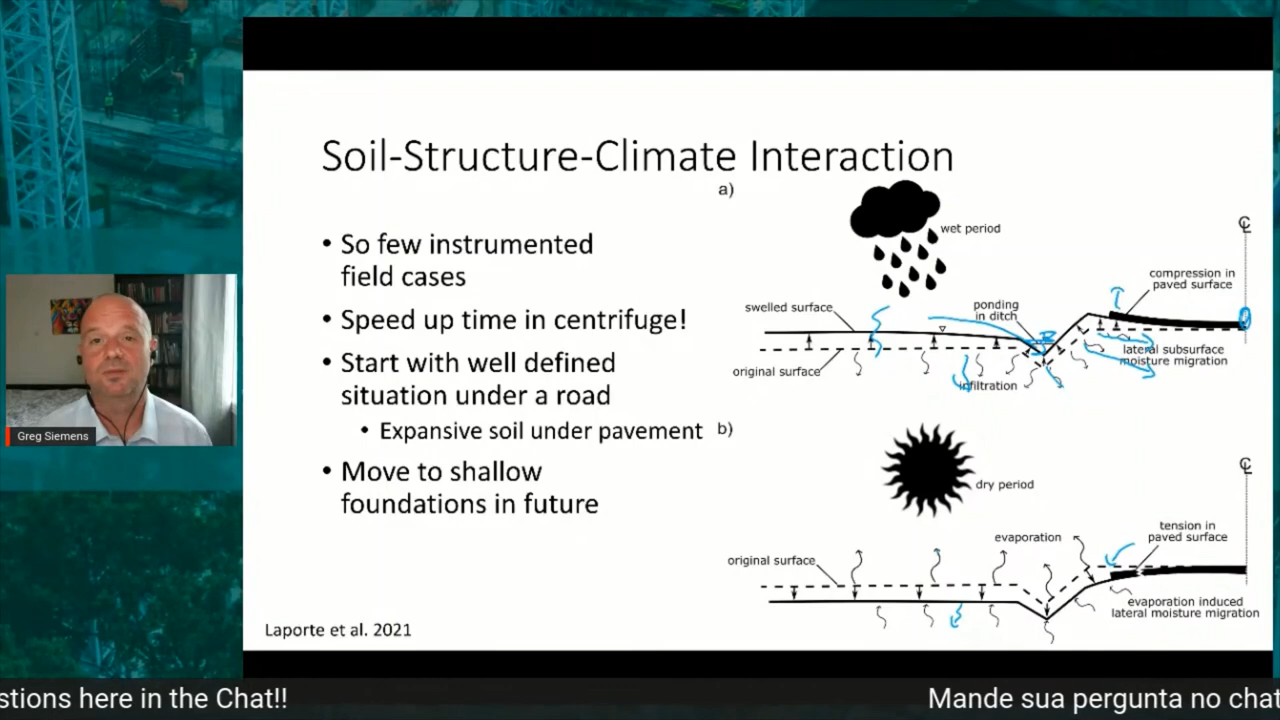 Soil-Structure-Climate Interaction
• So few instrumented
field cases
• Speed up time in centrifuge!
• Start with well defined
situation under a road
• Expansive soil under pavement
• Move to shallow
foundations in future
Laporte et al. 2021
a)
wet period
℄
compression in
paved surface
swelled surface
ponding
in ditch
lateral subsurface
moisture migration
original surface
infiltration
b)
dry period
℄
tension in
paved surface
evaporation
original surface
evaporation induced
lateral moisture migration
Greg Siemens
stions here in the Chat!!
Mande sua pergunta no chat